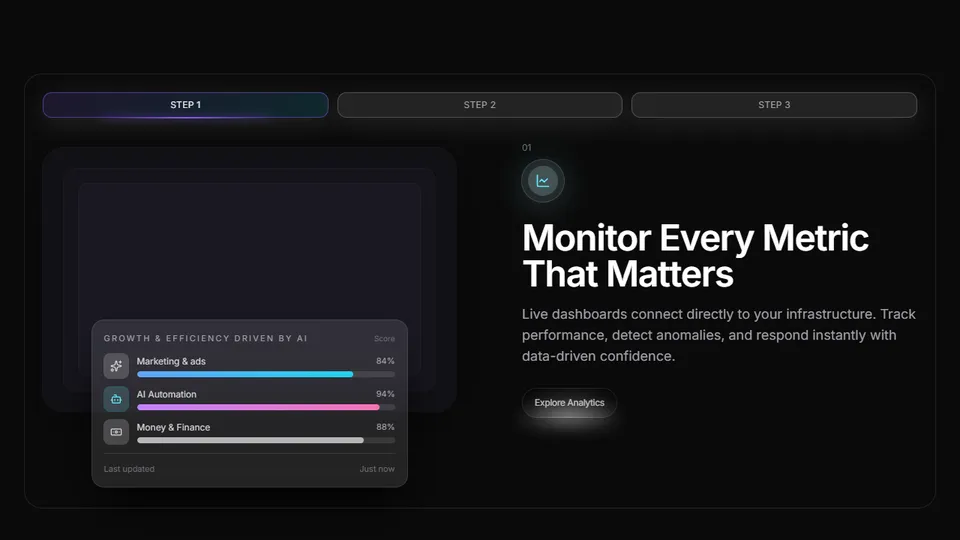 STEP 1
STEP 2
STEP 3
GROWTH & EFFICIENCY DRIVEN BY AI
Score
Marketing & ads
84%
AI Automation
94%
Money & Finance
88%
Last updated
Just now
01
Monitor Every Metric
That Matters
Live dashboards connect directly to your infrastructure. Track
performance, detect anomalies, and respond instantly with
data-driven confidence.
Explore Analytics